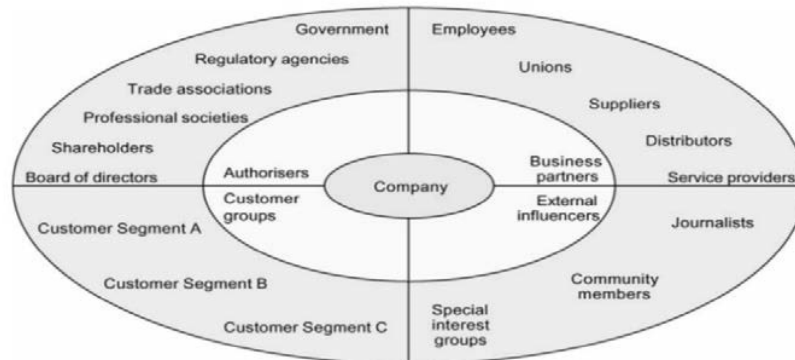 Government
Employees
Regulatory agencies
Unions
Trade associations
Suppliers
Professional societies
Distributors
Shareholders
Board of directors
Authorisers
Company
Business
partners
Service providers
Customer
groups
External
influencers
Customer Segment A
Journalists
Customer Segment B
Community
members
Customer Segment C
Special
interest
groups